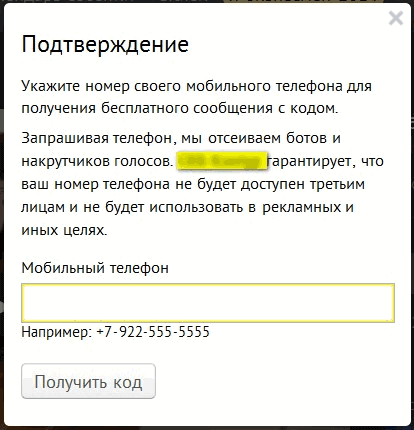 Подтверждение
Укажите номер своего мобильного телефона для
получения бесплатного сообщения с кодом.
Запрашивая телефон, мы отсеиваем ботов и
накрутчиков голосов. гарантирует, что
ваш номер телефона не будет доступен третьим
лицам и не будет использовать в рекламных и
иных целях.
Мобильный телефон
Например: +7-922-555-5555
Получить код